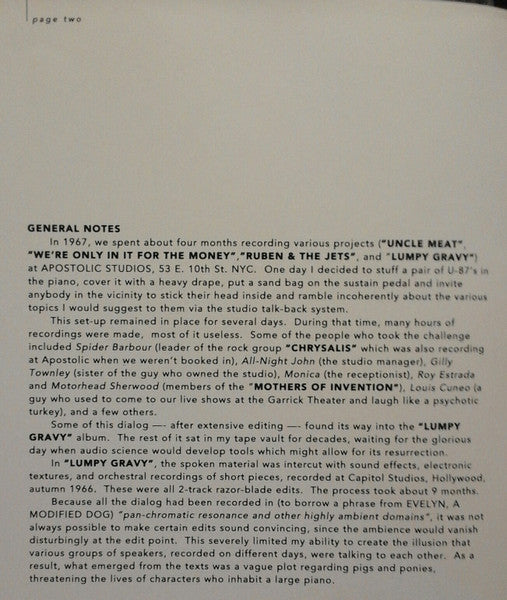 page two
GENERAL NOTES
In 1967, we spent about four months recording various projects ("UNCLE MEAT",
"WE'RE ONLY IN IT FOR THE MONEY","RUBEN & THE JETS", and "LUMPY GRAVY")
at APOSTOLIC STUDIOS, 53 E. 10th St. NYC. One day I decided to stuff a pair of U-87's in
the piano, cover it with a heavy drape, put a sand bag on the sustain pedal and invite
anybody in the vicinity to stick their head inside and ramble incoherently about the various
topics I would suggest to them via the studio talk-back system.
This set-up remained in place for several days. During that time, many hours of
recordings were made, most of it useless. Some of the people who took the challenge
included Spider Barbour (leader of the rock group "CHRYSALIS" which was also recording
at Apostolic when we weren't booked in), All-Night John (the studio manager), Gilly
Townley (sister of the guy who owned the studio), Monica (the receptionist), Roy Estrada
and Motorhead Sherwood (members of the "MOTHERS OF INVENTION"), Louis Cuneo (a
guy who used to come to our live shows at the Garrick Theater and laugh like a psychotic
turkey), and a few others.
Some of this dialog —- after extensive editing —- found its way into the "LUMPY
GRAVY" album. The rest of it sat in my tape vault for decades, waiting for the glorious
day when audio science would develop tools which might allow for its resurrection.
In "LUMPY GRAVY", the spoken material was intercut with sound effects, electronic
textures, and orchestral recordings of short pieces, recorded at Capitol Studios, Hollywood,
autumn 1966. These were all 2-track razor-blade edits. The process took about 9 months.
Because all the dialog had been recorded in (to borrow a phrase from EVELYN, A
MODIFIED DOG) "pan-chromatic resonance and other highly ambient domains", it was not
always possible to make certain edits sound convincing, since the ambience would vanish
disturbingly at the edit point. This severely limited my ability to create the illusion that
various groups of speakers, recorded on different days, were talking to each other. As a
result, what emerged from the texts was a vague plot regarding pigs and ponies,
threatening the lives of characters who inhabit a large piano.